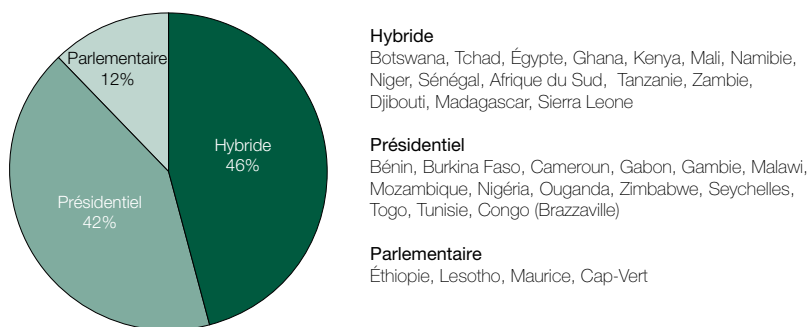 Parlementaire
12%
Hybride
46%
Présidentiel
42%
Hybride
Botswana, Tchad, Égypte, Ghana, Kenya, Mali, Namibie,
Niger, Sénégal, Afrique du Sud, Tanzanie, Zambie,
Djibouti, Madagascar, Sierra Leone
Présidentiel
Bénin, Burkina Faso, Cameroun, Gabon, Gambie, Malawi,
Mozambique, Nigéria, Ouganda, Zimbabwe, Seychelles,
Togo, Tunisie, Congo (Brazzaville)
Parlementaire
Éthiopie, Lesotho, Maurice, Cap-Vert